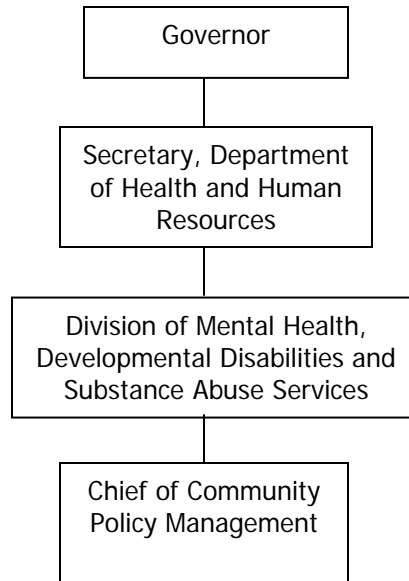 Governor
Secretary, Department
of Health and Human
Resources
Division of Mental Health,
Developmental Disabilities and
Substance Abuse Services
Chief of Community
Policy Management